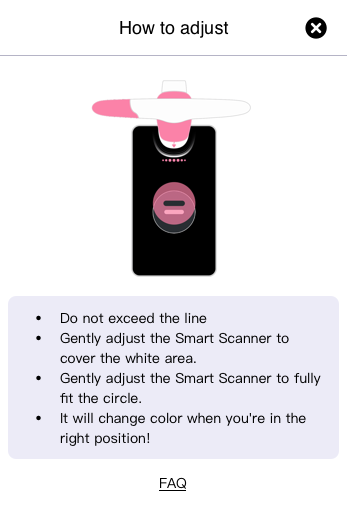 How to adjust
• Do not exceed the line
• Gently adjust the Smart Scanner to
cover the white area.
• Gently adjust the Smart Scanner to fully
fit the circle.
• It will change color when you're in the
right position!
FAQ